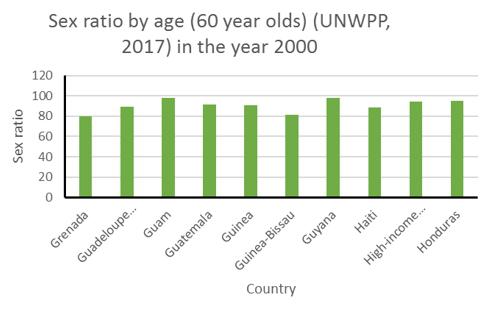 Sex ratio by age (60 year olds) (UNWPP,
2017) in the year 2000
120
100
80
60
40
20
0
Sex ratio
Grenada
Guadeloupe...
Guam
Guatemala
Guinea
Guinea-Bissau
Guyana
Haiti
High-income...
Honduras
Country